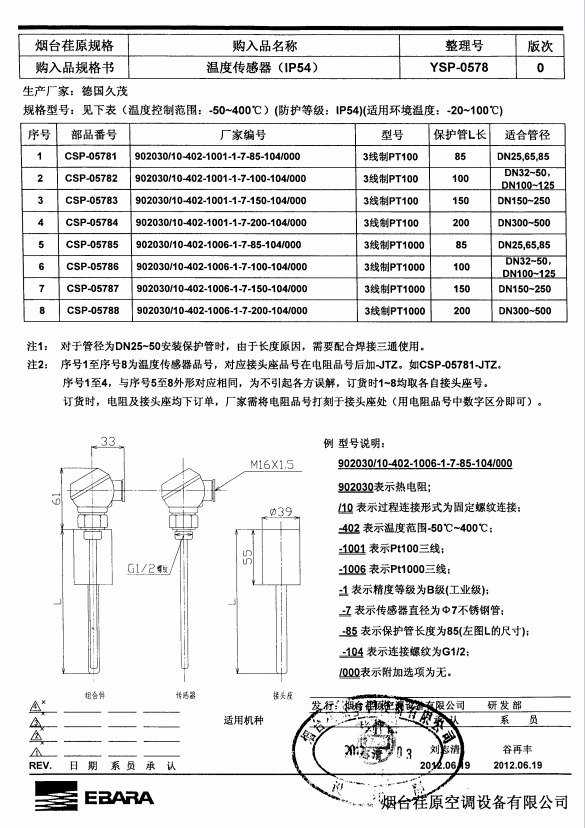 烟台荏原规格 购入品名称 整理号 版次
购入品规格书 温度传感器（IP54） YSP-0578 0
生产厂家：德国久茂
规格型号：见下表（温度控制范围：-50~400℃）(防护等级：IP54)(适用环境温度：-20~100℃)
序号 部品番号 厂家编号 型号 保护管L长 适合管径
1 CSP-05781 902030/10-402-1001-1-7-85-104/000 3线制PT100 85 DN25,65,85
2 CSP-05782 902030/10-402-1001-1-7-100-104/000 3线制PT100 100 DN32~50，DN100~125
3 CSP-05783 902030/10-402-1001-1-7-150-104/000 3线制PT100 150 DN150~250
4 CSP-05784 902030/10-402-1001-1-7-200-104/000 3线制PT100 200 DN300~500
5 CSP-05785 902030/10-402-1006-1-7-85-104/000 3线制PT1000 85 DN25,65,85
6 CSP-05786 902030/10-402-1006-1-7-100-104/000 3线制PT1000 100 DN32~50，DN100~125
7 CSP-05787 902030/10-402-1006-1-7-150-104/000 3线制PT1000 150 DN150~250
8 CSP-05788 902030/10-402-1006-1-7-200-104/000 3线制PT1000 200 DN300~500
注1： 对于管径为DN25~50安装保护管时，由于长度原因，需要配合焊接三通使用。
注2： 序号1至序号8为温度传感器品号，对应接头座品号在电阻品号后加-JTZ。如CSP-05781-JTZ。
序号1至4，与序号5至8外形对应相同，为不引起各方误解，订货时1~8均取各自接头座号。
订货时，电阻及接头座均下订单，厂家需将电阻品号打刻于接头座处（用电阻品号中数字区分即可）。
33
M16X1.5
61
Ø39
55
G1/2螺纹
L
L
组合件 传感器 接头座
例 型号说明：
902030/10-402-1006-1-7-85-104/000
902030表示热电阻;
/10 表示过程连接形式为固定螺纹连接；
-402 表示温度范围-50℃~400℃；
-1001 表示Pt100三线；
-1006 表示Pt1000三线；
-1 表示精度等级为B级(工业级)；
-7 表示传感器直径为Φ7不锈钢管；
-85 表示保护管长度为85(左图L的尺寸)；
-104 表示连接螺纹为G1/2；
/000表示附加选项为无。
适用机种
发行：烟台荏原空调设备有限公司 研发部
认 系员
刘志清 谷再丰
2012.06.19 2012.06.19
REV. 日期 系员 承认
EBARA
烟台荏原空调设备有限公司